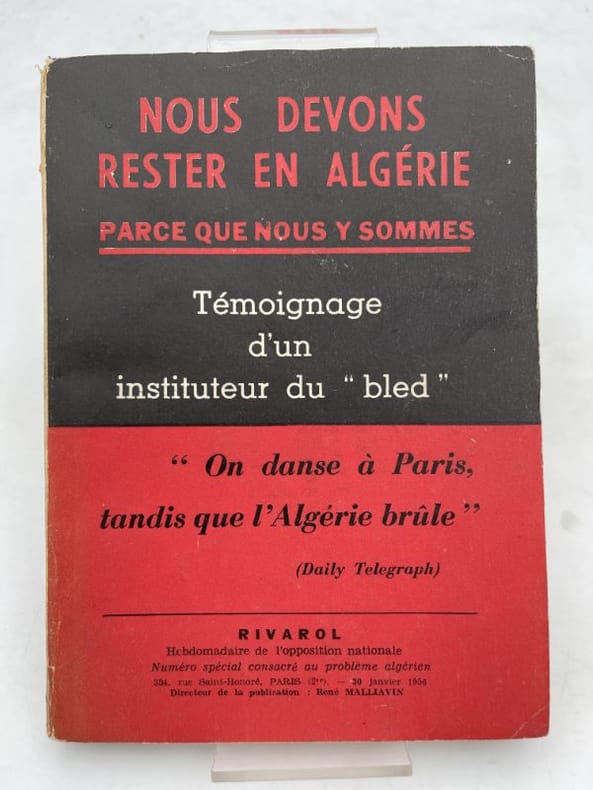 NOUS DEVONS
RESTER EN ALGÉRIE
PARCE QUE NOUS Y SOMMES
Témoignage
d'un
instituteur du “ bled ”
“ On danse à Paris,
tandis que l'Algérie brûle ”
(Daily Telegraph)
RIVAROL
Hebdomadaire de l'opposition nationale
Numéro spécial consacré au problème algérien
354, rue Saint-Honoré, PARIS (1er). — 30 janvier 1956
Directeur de la publication : René MALLIAVIN